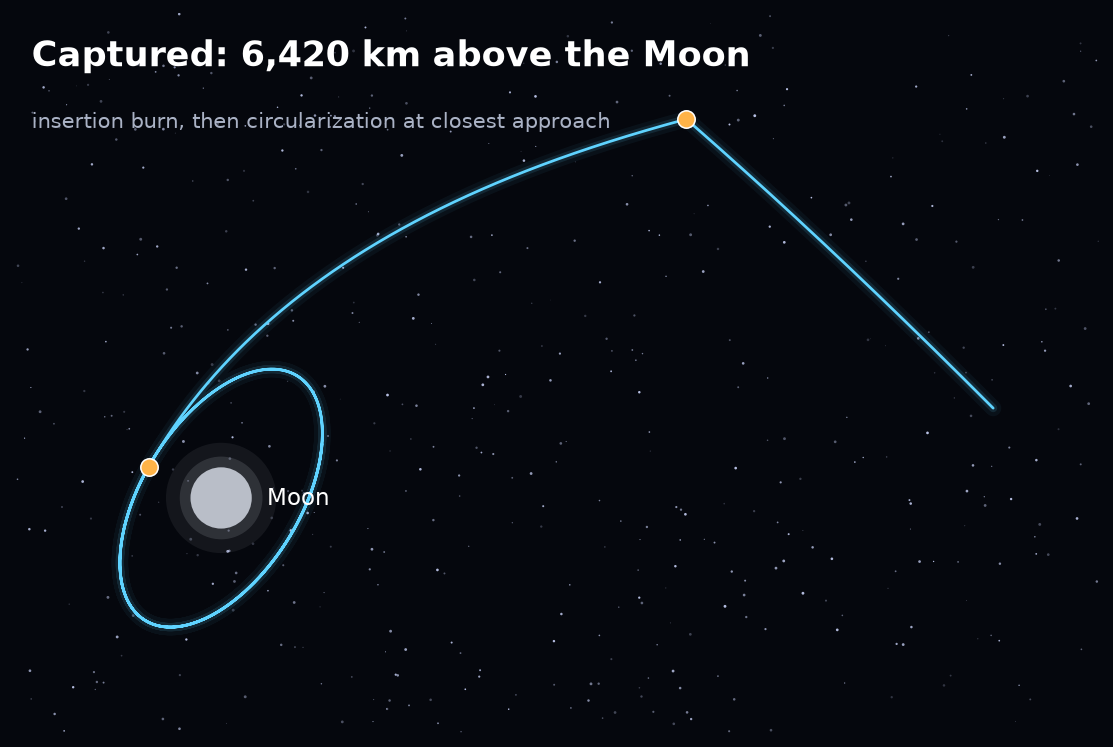 Captured: 6,420 km above the Moon
insertion burn, then circularization at closest approach
Moon